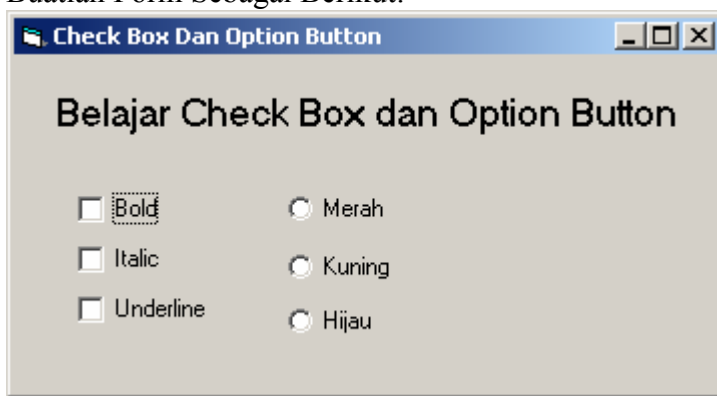 Buatlah Form Sebagai Berikut:
Check Box Dan Option Button
Belajar Check Box dan Option Button
Bold
Merah
Italic
Kuning
Underline
Hijau